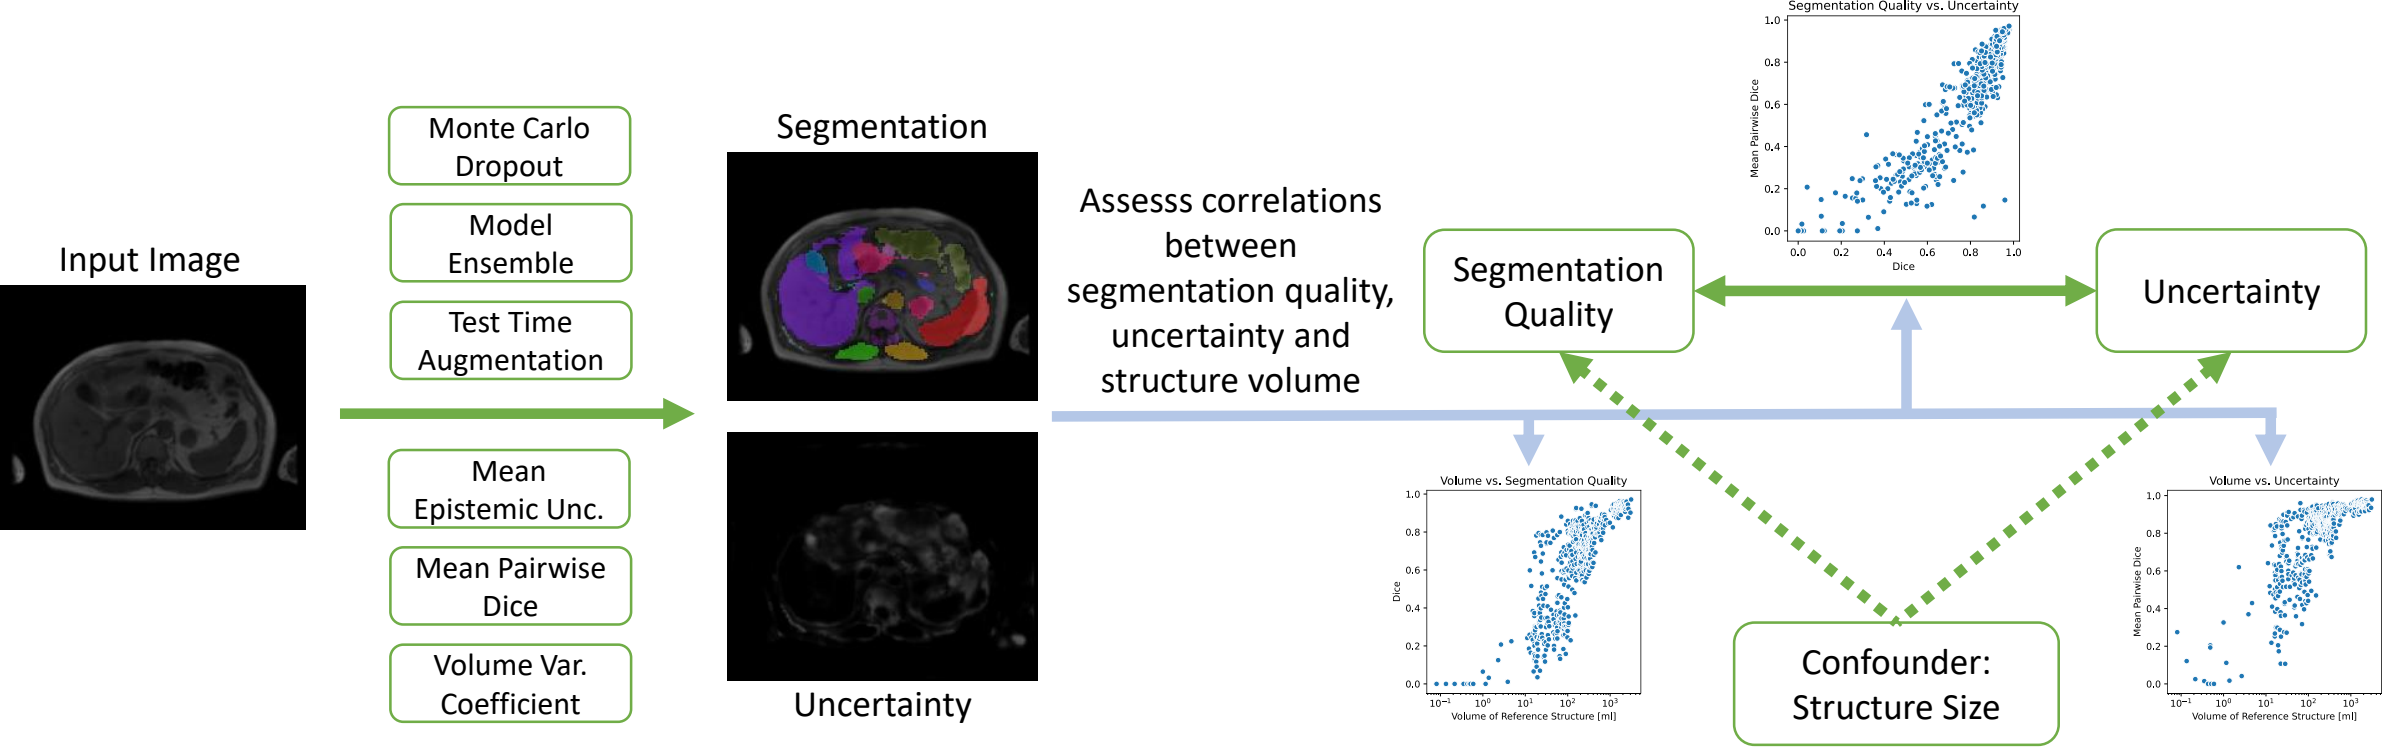 Input Image
Monte Carlo
Dropout
Model
Ensemble
Test Time
Augmentation
Mean
Epistemic Unc.
Mean Pairwise
Dice
Volume Var.
Coefficient
Segmentation
Uncertainty
Assesss correlations
between
segmentation quality,
uncertainty and
structure volume
Segmentation
Quality
Segmentation Quality vs. Uncertainty
Mean Pairwise Dice
1.0
0.8
0.6
0.4
0.2
0.0
0.0 0.2 0.4 0.6 0.8 1.0
Dice
Uncertainty
Volume vs. Segmentation Quality
Dice
1.0
0.8
0.6
0.4
0.2
0.0
10⁻¹ 10⁰ 10¹ 10² 10³
Volume of Reference Structure [ml]
Confounder:
Structure Size
Volume vs. Uncertainty
Mean Pairwise Dice
1.0
0.8
0.6
0.4
0.2
0.0
10⁻¹ 10⁰ 10¹ 10² 10³
Volume of Reference Structure [ml]